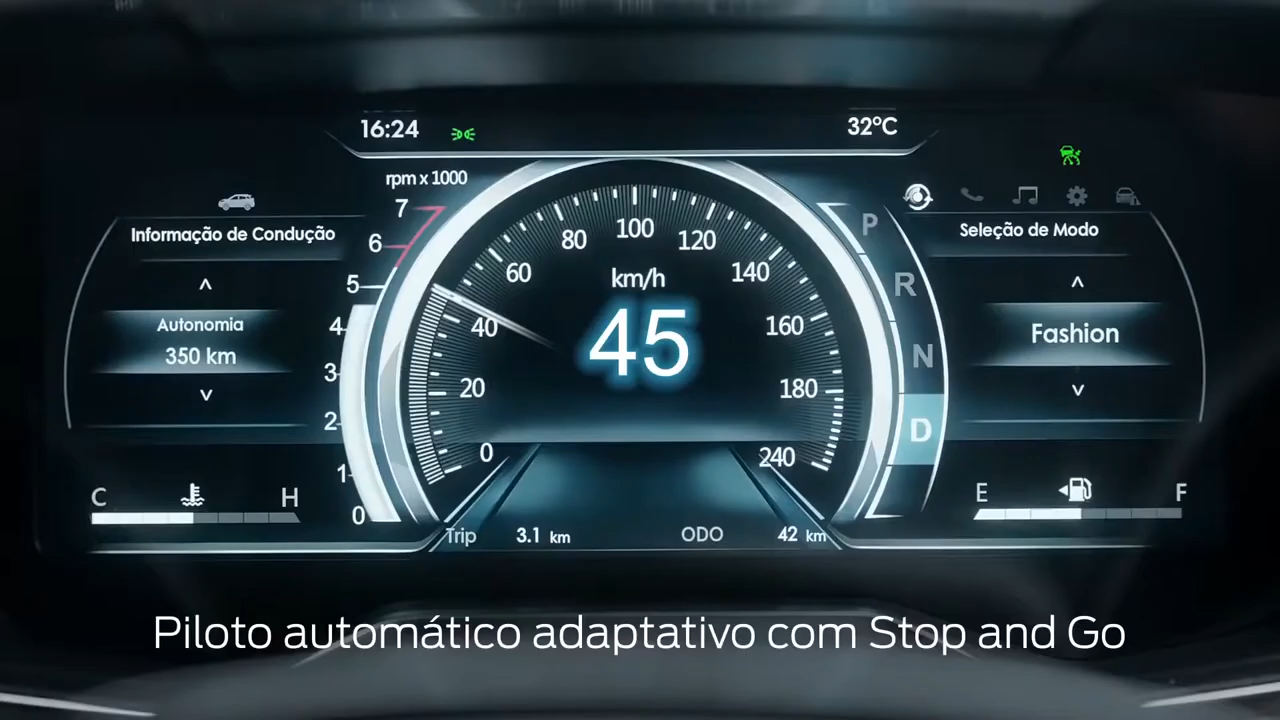 16:24
32°C
rpm x 1000
Informação de Condução
Autonomia
350 km
7
6
5
4
3
2
1
0
km/h
45
0
20
40
60
80
100
120
140
160
180
240
P
R
N
D
Seleção de Modo
Fashion
C
H
E
F
Trip
3.1 km
ODO
42 km
Piloto automático adaptativo com Stop and Go